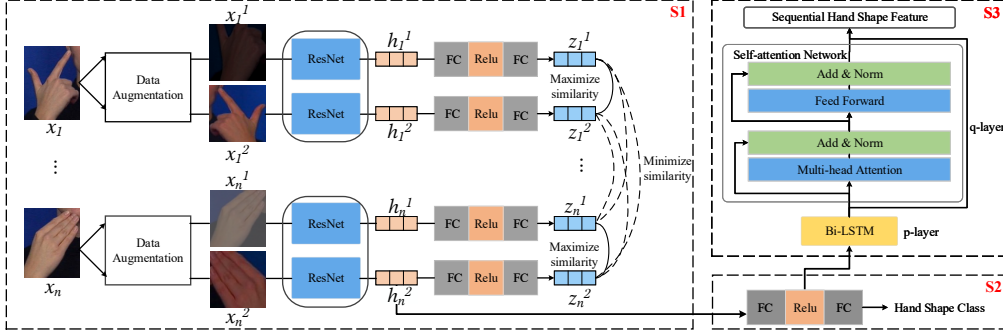 S1
x₁
Data
Augmentation
x₁¹
x₁²
ResNet
ResNet
h₁¹
h₁²
FC
Relu
FC
FC
Relu
FC
z₁¹
Maximize
similarity
z₁²
⋮
⋮
Minimize
similarity
xₙ
Data
Augmentation
xₙ¹
xₙ²
ResNet
ResNet
hₙ¹
hₙ²
FC
Relu
FC
FC
Relu
FC
zₙ¹
Maximize
similarity
zₙ²
S3
Sequential Hand Shape Feature
Self-attention Network
Add & Norm
Feed Forward
Add & Norm
Multi-head Attention
q-layer
Bi-LSTM
p-layer
S2
FC
Relu
FC
Hand Shape Class